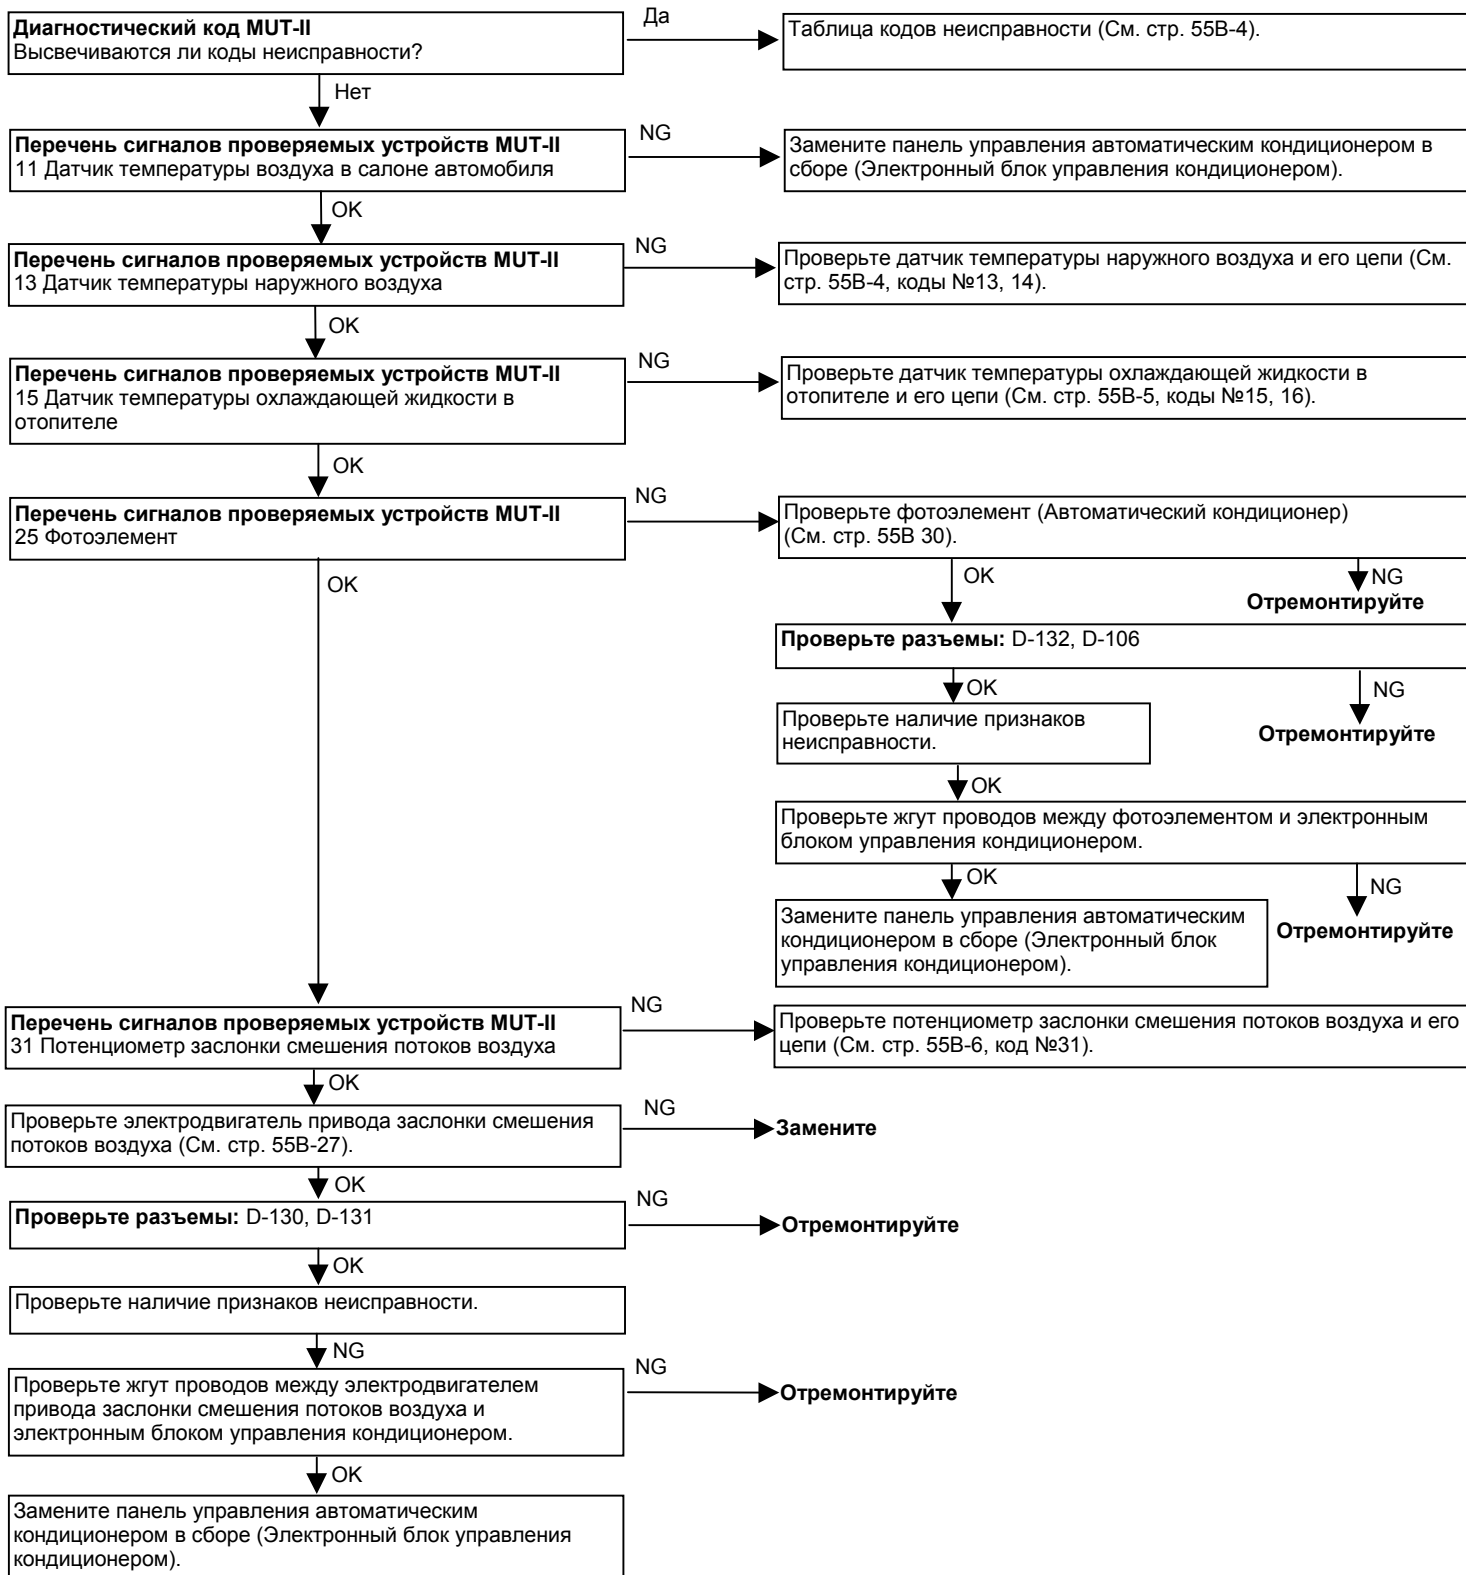 Диагностический код MUT-II
Высвечиваются ли коды неисправности?
Да
Таблица кодов неисправности (См. стр. 55В-4).
Нет
Перечень сигналов проверяемых устройств MUT-II
11 Датчик температуры воздуха в салоне автомобиля
NG
Замените панель управления автоматическим кондиционером в
сборе (Электронный блок управления кондиционером).
OK
Перечень сигналов проверяемых устройств MUT-II
13 Датчик температуры наружного воздуха
NG
Проверьте датчик температуры наружного воздуха и его цепи (См.
стр. 55В-4, коды №13, 14).
OK
Перечень сигналов проверяемых устройств MUT-II
15 Датчик температуры охлаждающей жидкости в
отопителе
NG
Проверьте датчик температуры охлаждающей жидкости в
отопителе и его цепи (См. стр. 55В-5, коды №15, 16).
OK
Перечень сигналов проверяемых устройств MUT-II
25 Фотоэлемент
NG
Проверьте фотоэлемент (Автоматический кондиционер)
(См. стр. 55В 30).
OK
OK
NG
Отремонтируйте
Проверьте разъемы: D-132, D-106
OK
NG
Проверьте наличие признаков
неисправности.
Отремонтируйте
OK
Проверьте жгут проводов между фотоэлементом и электронным
блоком управления кондиционером.
OK
NG
Замените панель управления автоматическим
кондиционером в сборе (Электронный блок
управления кондиционером).
Отремонтируйте
Перечень сигналов проверяемых устройств MUT-II
31 Потенциометр заслонки смешения потоков воздуха
NG
Проверьте потенциометр заслонки смешения потоков воздуха и его
цепи (См. стр. 55В-6, код №31).
OK
Проверьте электродвигатель привода заслонки смешения
потоков воздуха (См. стр. 55В-27).
NG
Замените
OK
Проверьте разъемы: D-130, D-131
NG
Отремонтируйте
OK
Проверьте наличие признаков неисправности.
NG
Проверьте жгут проводов между электродвигателем
привода заслонки смешения потоков воздуха и
электронным блоком управления кондиционером.
NG
Отремонтируйте
OK
Замените панель управления автоматическим
кондиционером в сборе (Электронный блок управления
кондиционером).